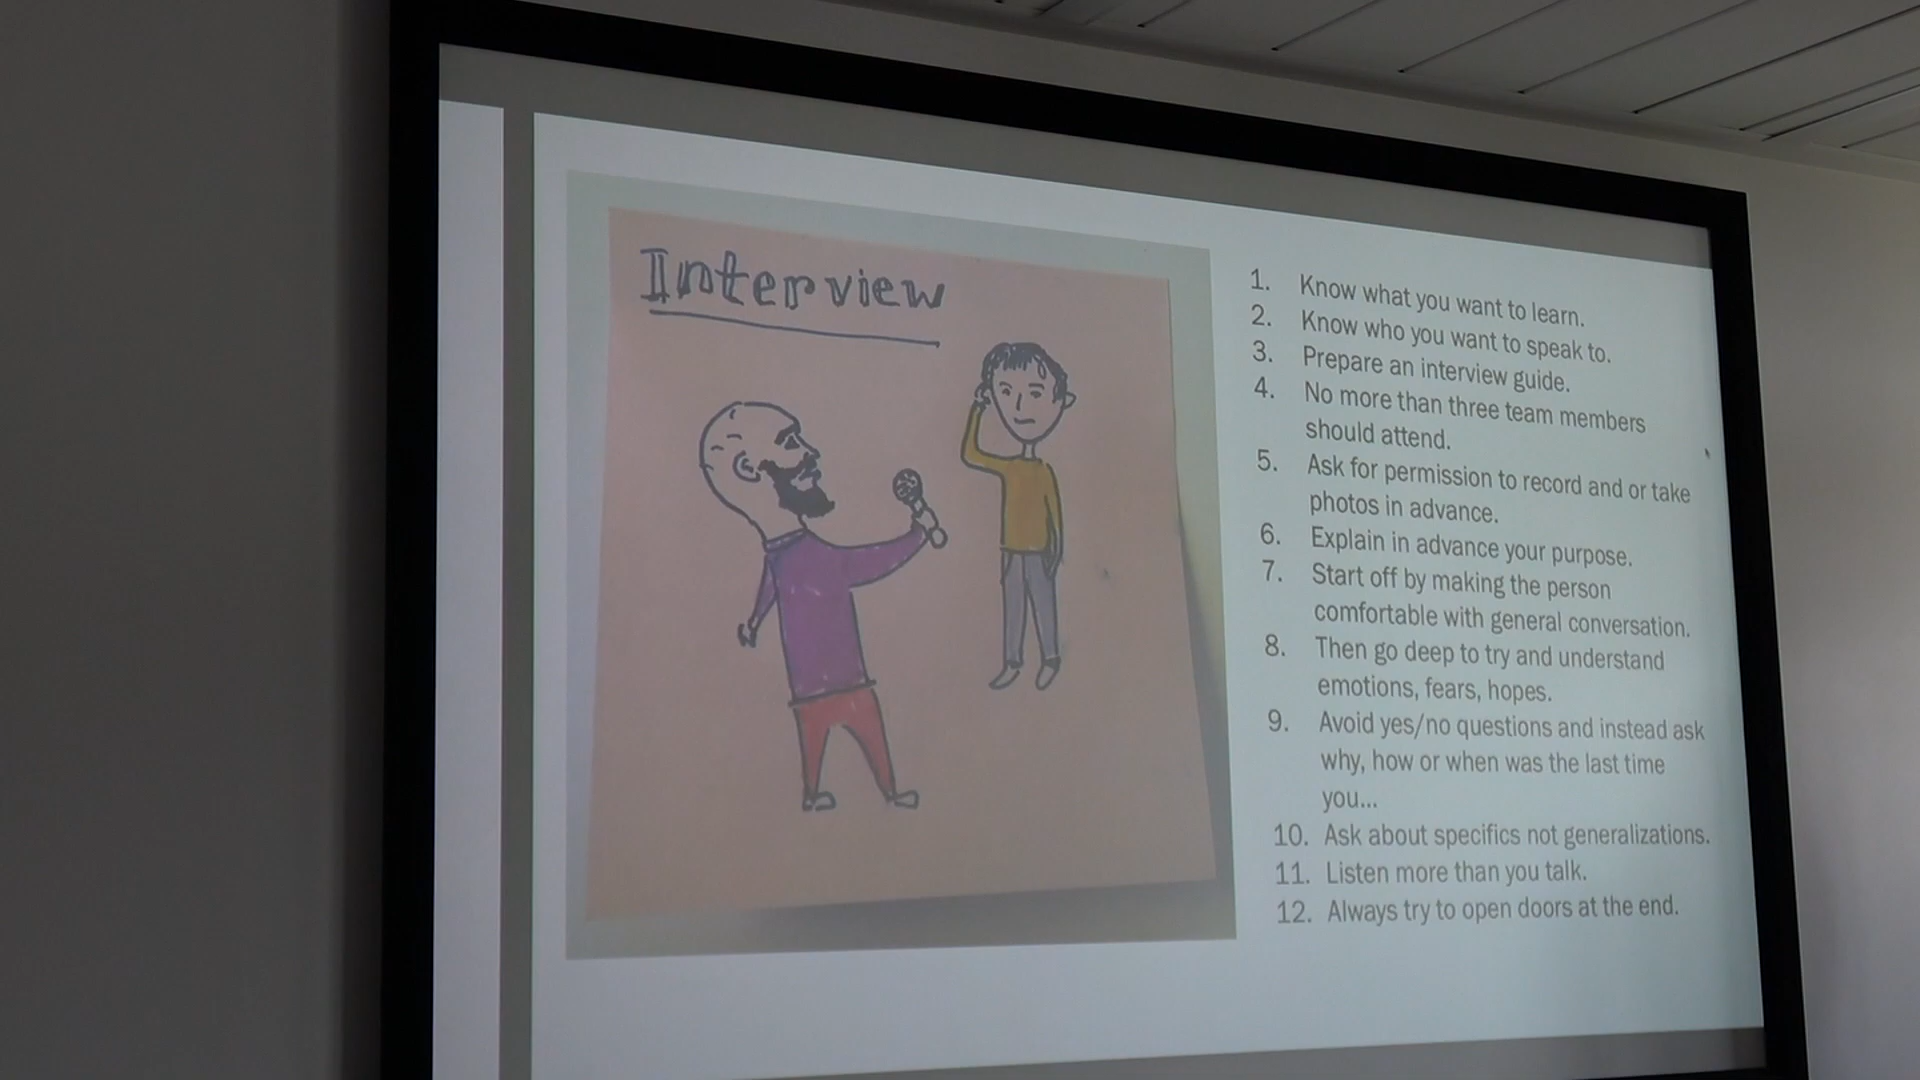 Interview
1. Know what you want to learn.
2. Know who you want to speak to.
3. Prepare an interview guide.
4. No more than three team members
should attend.
5. Ask for permission to record and or take
photos in advance.
6. Explain in advance your purpose.
7. Start off by making the person
comfortable with general conversation.
8. Then go deep to try and understand
emotions, fears, hopes.
9. Avoid yes/no questions and instead ask
why, how or when was the last time
you...
10. Ask about specifics not generalizations.
11. Listen more than you talk.
12. Always try to open doors at the end.